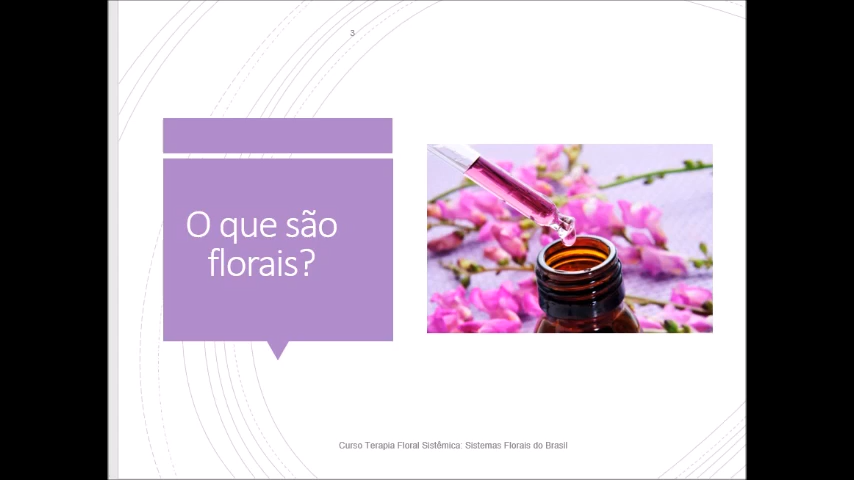 3
O que são
florais?
Curso Terapia Floral Sistêmica: Sistemas Florais do Brasil